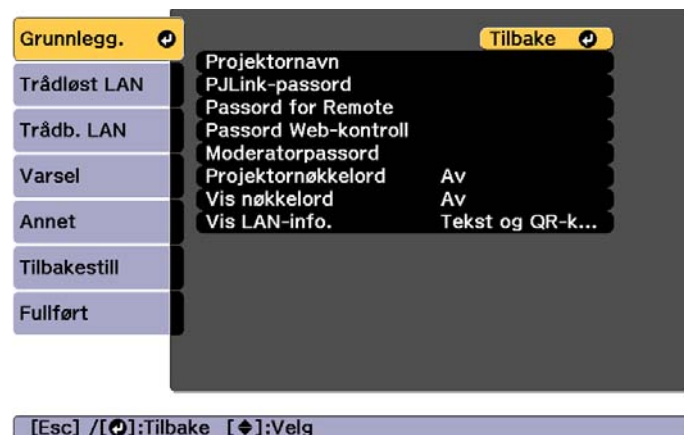 Grunnlegg.
Trådløst LAN
Trådb. LAN
Varsel
Annet
Tilbakestill
Fullført
Tilbake
Projektornavn
PJLink-passord
Passord for Remote
Passord Web-kontroll
Moderatorpassord
Projektornøkkelord Av
Vis nøkkelord Av
Vis LAN-info. Tekst og QR-k...
[Esc] /[⏎]:Tilbake [◆]:Velg